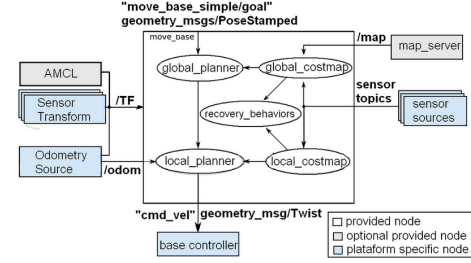 "move_base_simple/goal"
geometry_msgs/PoseStamped
move_base
/map
map_server
AMCL
global_planner
global_costmap
Sensor
Transform
/TF
sensor
topics
sensor
sources
recovery_behaviors
Odometry
Source
/odom
local_planner
local_costmap
"cmd_vel" geometry_msg/Twist
base controller
provided node
optional provided node
plataform specific node